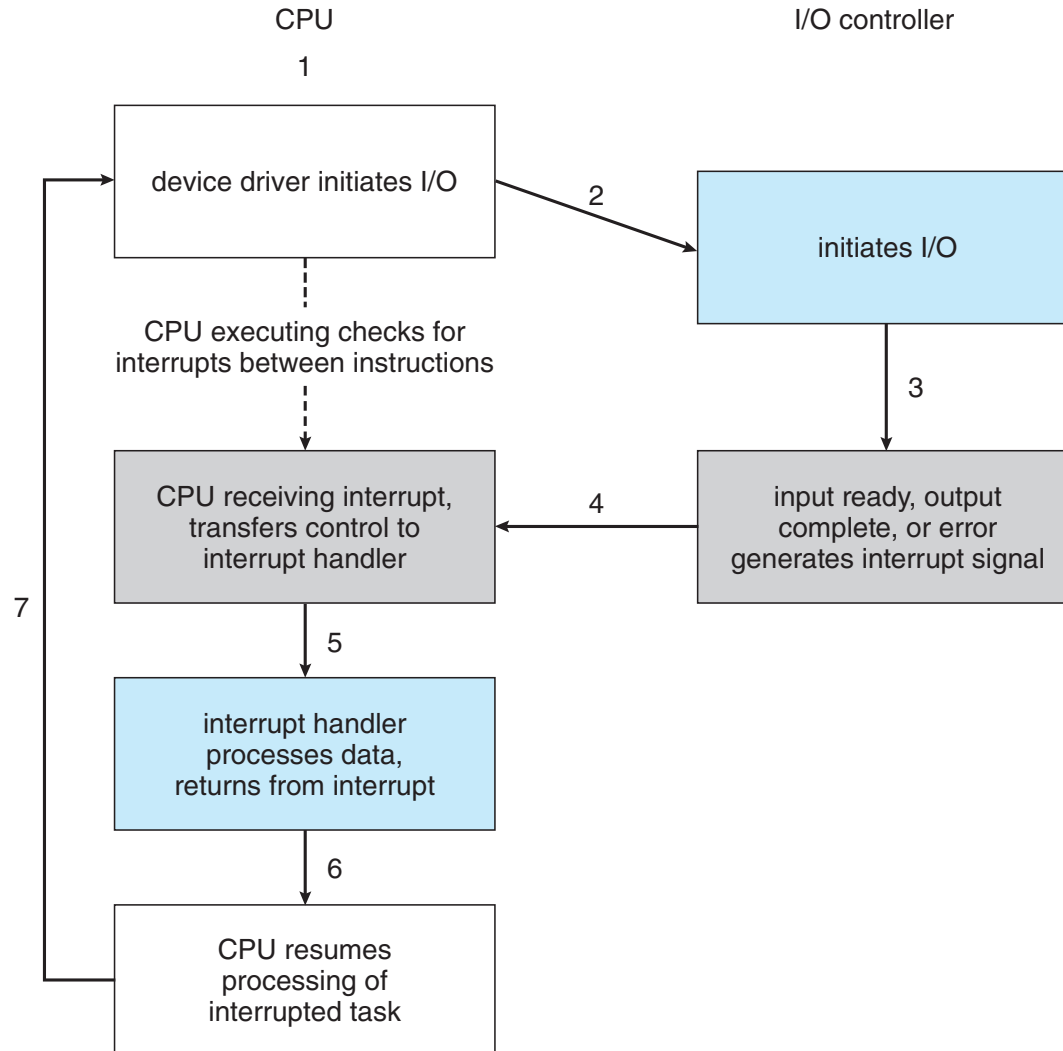 CPU
I/O controller
1
device driver initiates I/O
2
initiates I/O
CPU executing checks for
interrupts between instructions
3
CPU receiving interrupt,
transfers control to
interrupt handler
4
input ready, output
complete, or error
generates interrupt signal
7
5
interrupt handler
processes data,
returns from interrupt
6
CPU resumes
processing of
interrupted task